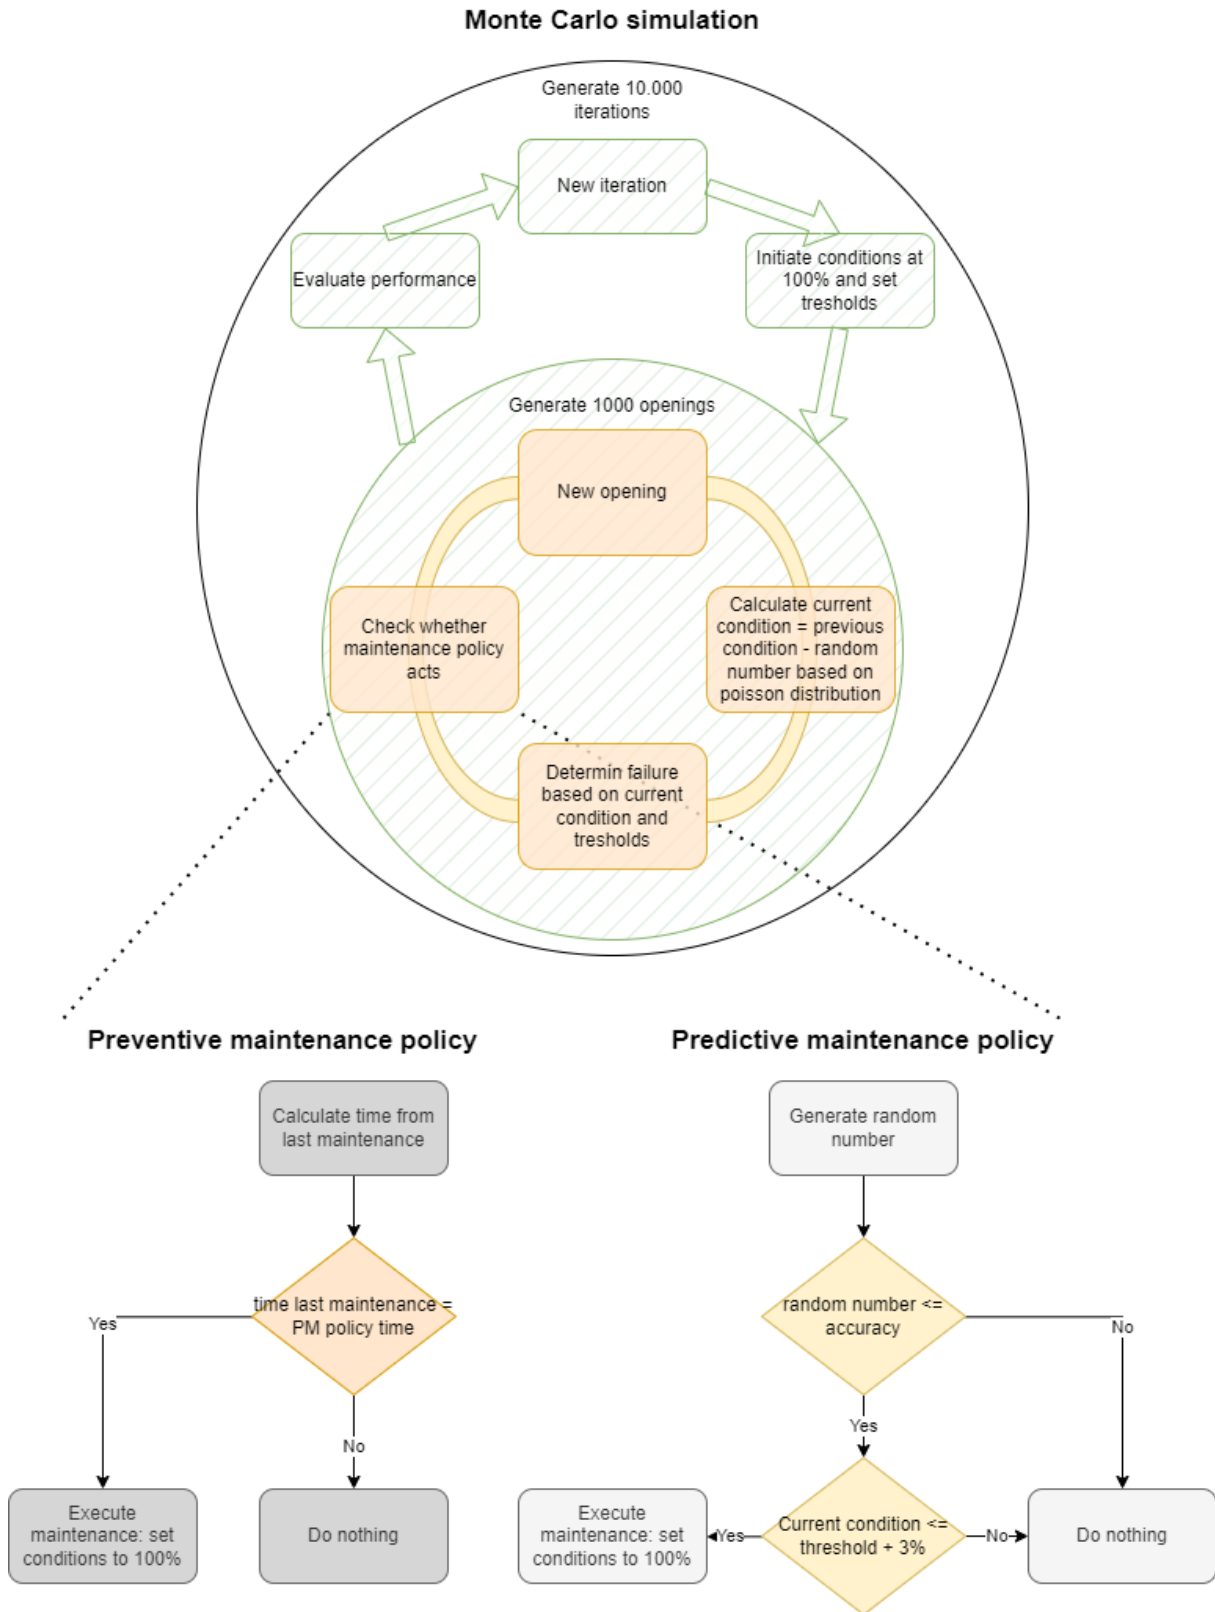 Monte Carlo simulation
Generate 10.000
iterations
New iteration
Evaluate performance
Initiate conditions at
100% and set
tresholds
Generate 1000 openings
New opening
Check whether
maintenance policy
acts
Calculate current
condition = previous
condition - random
number based on
poisson distribution
Determin failure
based on current
condition and
tresholds
Preventive maintenance policy
Calculate time from
last maintenance
time last maintenance =
PM policy time
Yes
No
Execute
maintenance: set
conditions to 100%
Do nothing
Predictive maintenance policy
Generate random
number
random number <=
accuracy
No
Yes
Current condition <=
threshold + 3%
Yes
No
Execute
maintenance: set
conditions to 100%
Do nothing